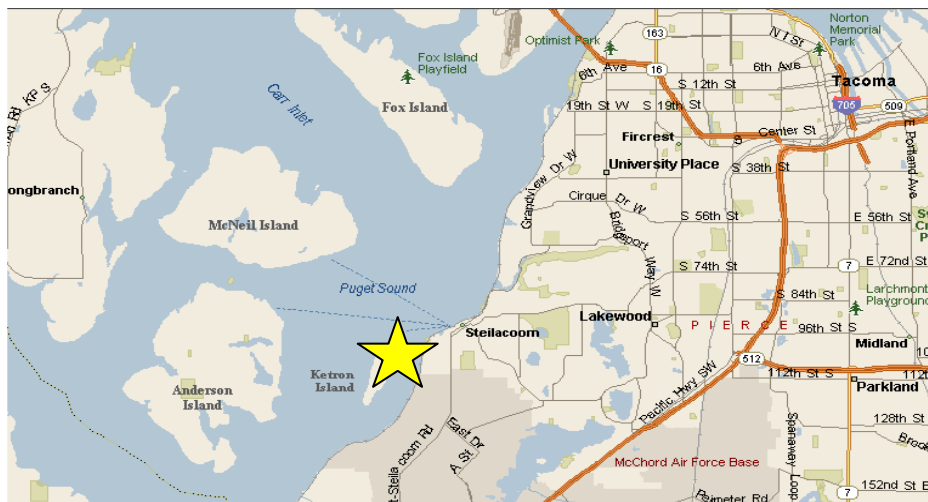 Norton
Memorial
Park
N I St
163
Optimist Park
6th Ave
6th Ave
16
S 12th St
Tacoma
Fox Island
Playfield
Carr Inlet
Fox Island
19th St W
S 19th St
705
509
Fircrest
S
Center St
E Portland Ave
University Place
S 38th St
KP S
Grandview Dr W
Cirque
Dr W
S 56th St
E 56th St
McNeil Island
Bridgeport
Way W
7
E 72nd St
S 74th St
Puget Sound
S 84th St
Larchmont
Playground
Steilacoom
Lakewood
PIERCE
96th St S
Midland
512
112th St S
Ketron
Island
Anderson
Island
Pacific Hwy SW
Parkland
128th St
East Dr
A St
Spanaway Loop
McChord Air Force Base
7
152nd St E